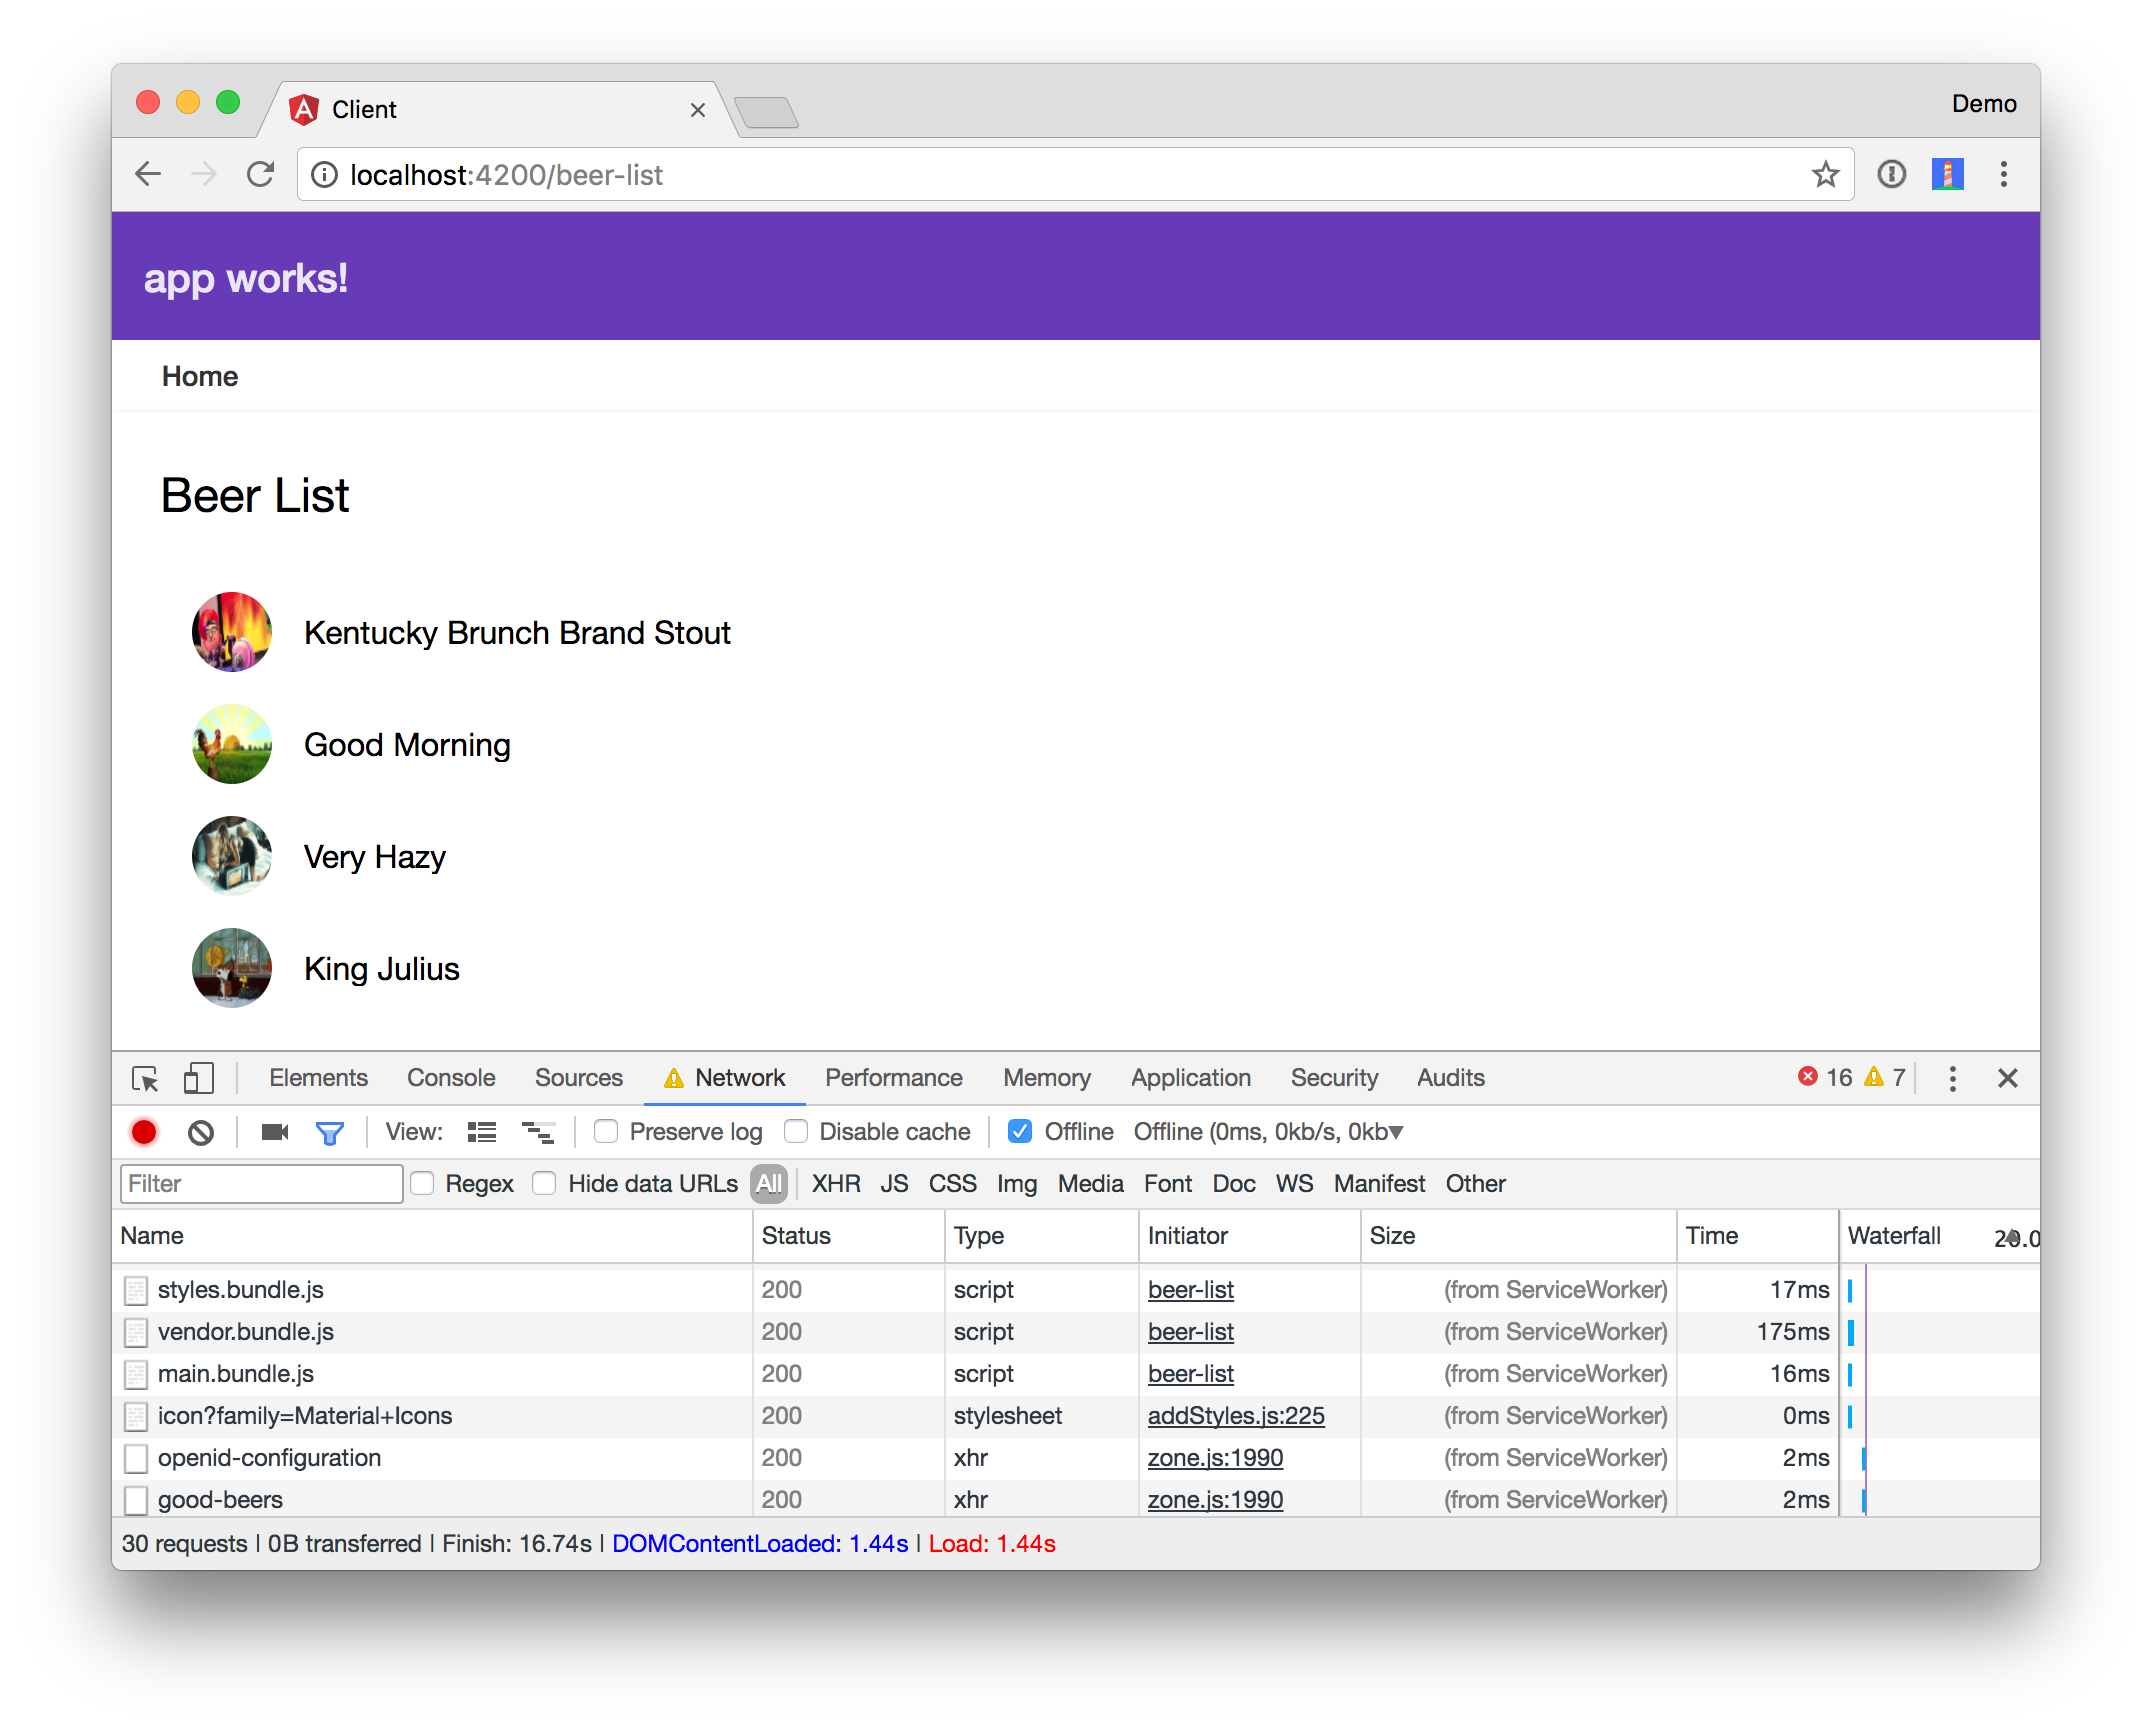 Client
Demo
localhost:4200/beer-list
app works!
Home
Beer List
Kentucky Brunch Brand Stout
Good Morning
Very Hazy
King Julius
Elements Console Sources Network Performance Memory Application Security Audits 16 7
View: Preserve log Disable cache Offline Offline (0ms, 0kb/s, 0kb
Filter Regex Hide data URLs All XHR JS CSS Img Media Font Doc WS Manifest Other
Name Status Type Initiator Size Time Waterfall
styles.bundle.js 200 script beer-list (from ServiceWorker) 17ms
vendor.bundle.js 200 script beer-list (from ServiceWorker) 175ms
main.bundle.js 200 script beer-list (from ServiceWorker) 16ms
icon?family=Material+Icons 200 stylesheet addStyles.js:225 (from ServiceWorker) 0ms
openid-configuration 200 xhr zone.js:1990 (from ServiceWorker) 2ms
good-beers 200 xhr zone.js:1990 (from ServiceWorker) 2ms
30 requests | 0B transferred | Finish: 16.74s | DOMContentLoaded: 1.44s | Load: 1.44s